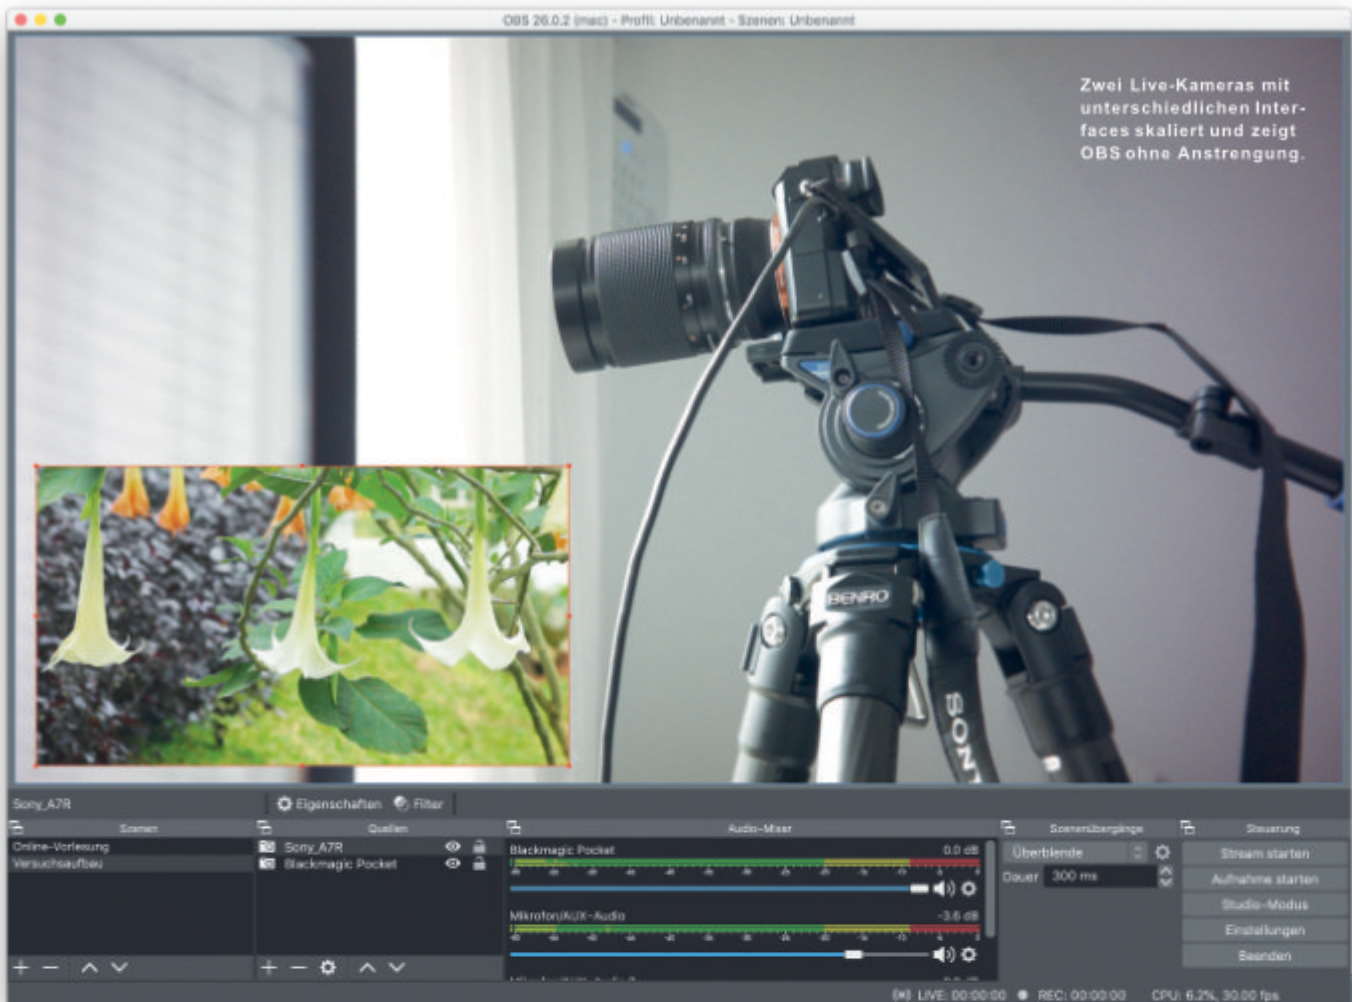 OBS 26.0.2 (mac) - Profil: Unbenannt - Szenen: Unbenannt
Zwei Live-Kameras mit
unterschiedlichen Inter-
faces skaliert und zeigt
OBS ohne Anstrengung.
BENRO
SONY
Sony_A7R
Eigenschaften
Filter
Szenen
Quellen
Audio-Mixer
Szenenübergänge
Steuerung
Online-Vorlesung
Versuchsaufbau
Sony_A7R
Blackmagic Pocket
Blackmagic Pocket
0.0 dB
Mikrofon/AUX-Audio
-3.6 dB
Überblende
Dauer
300 ms
Stream starten
Aufnahme starten
Studio-Modus
Einstellungen
Beenden
LIVE: 00:00:00
REC: 00:00:00
CPU: 6.2%, 30.00 fps